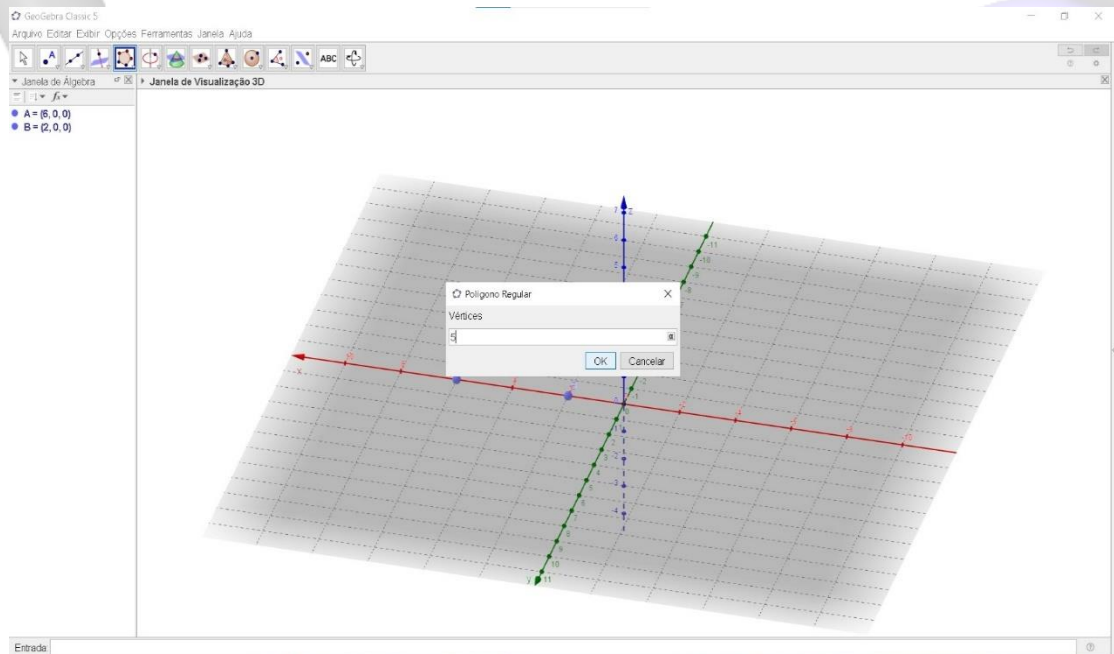 GeoGebra Classic 5
Arquivo Editar Exibir Opções Ferramentas Janela Ajuda
ABC
Janela de Álgebra
Janela de Visualização 3D
A = (6, 0, 0)
B = (2, 0, 0)
Polígono Regular
Vértices
5
OK Cancelar
x
y
z
Entrada: